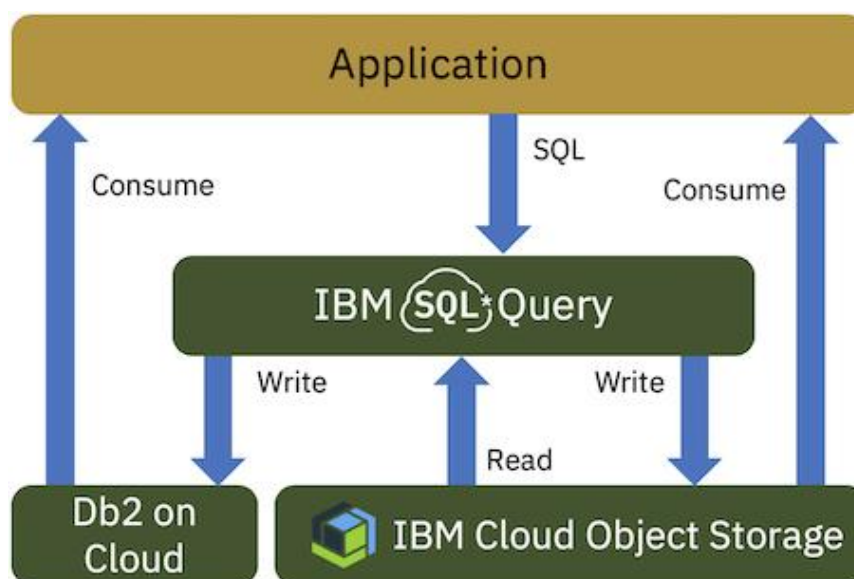 Application
Consume
SQL
Consume
IBM SQL* Query
Write
Write
Read
Db2 on
Cloud
IBM Cloud Object Storage